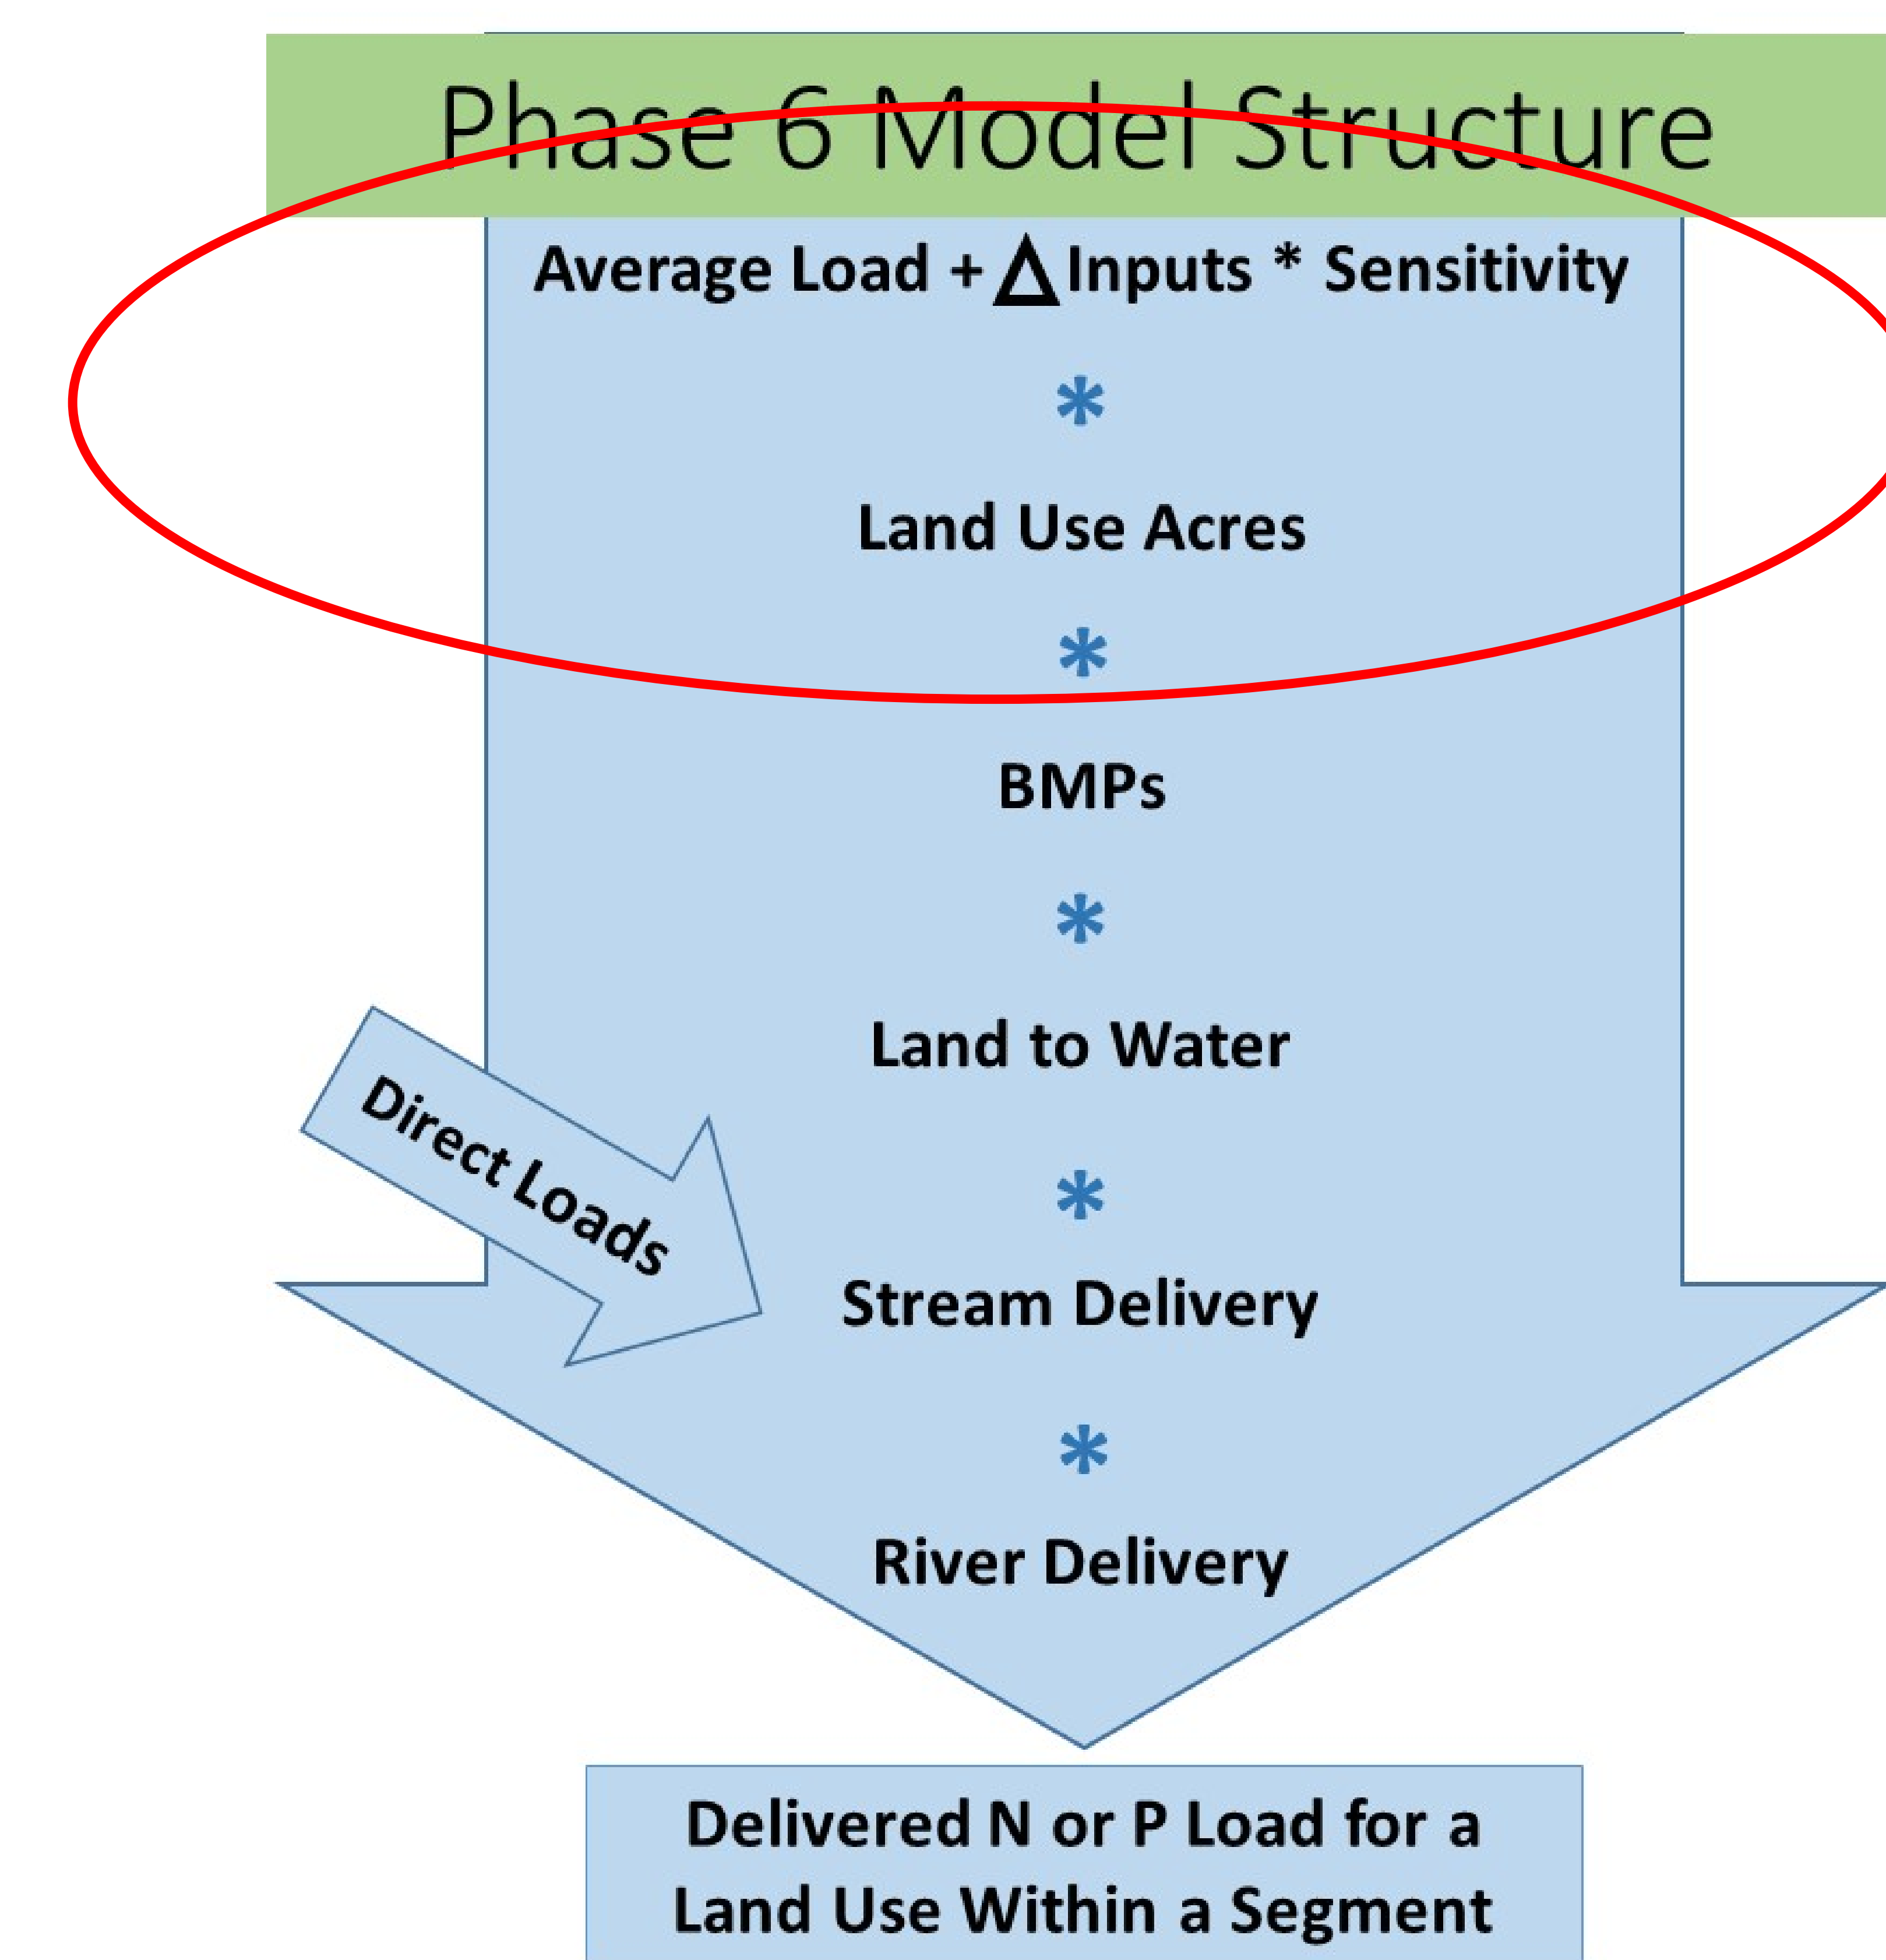 Phase 6 Model Structure
Average Load + Δ Inputs * Sensitivity
*
Land Use Acres
*
BMPs
*
Land to Water
Direct Loads
*
Stream Delivery
*
River Delivery
Delivered N or P Load for a
Land Use Within a Segment